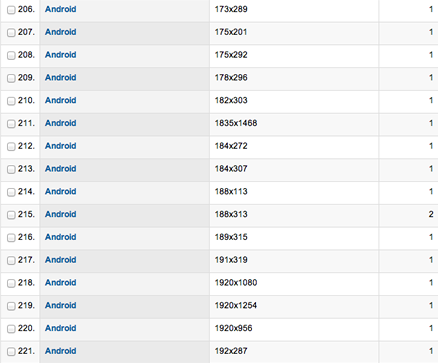 206. Android 173x289 1
207. Android 175x201 1
208. Android 175x292 1
209. Android 178x296 1
210. Android 182x303 1
211. Android 1835x1468 1
212. Android 184x272 1
213. Android 184x307 1
214. Android 188x113 1
215. Android 188x313 2
216. Android 189x315 1
217. Android 191x319 1
218. Android 1920x1080 1
219. Android 1920x1254 1
220. Android 1920x956 1
221. Android 192x287 1